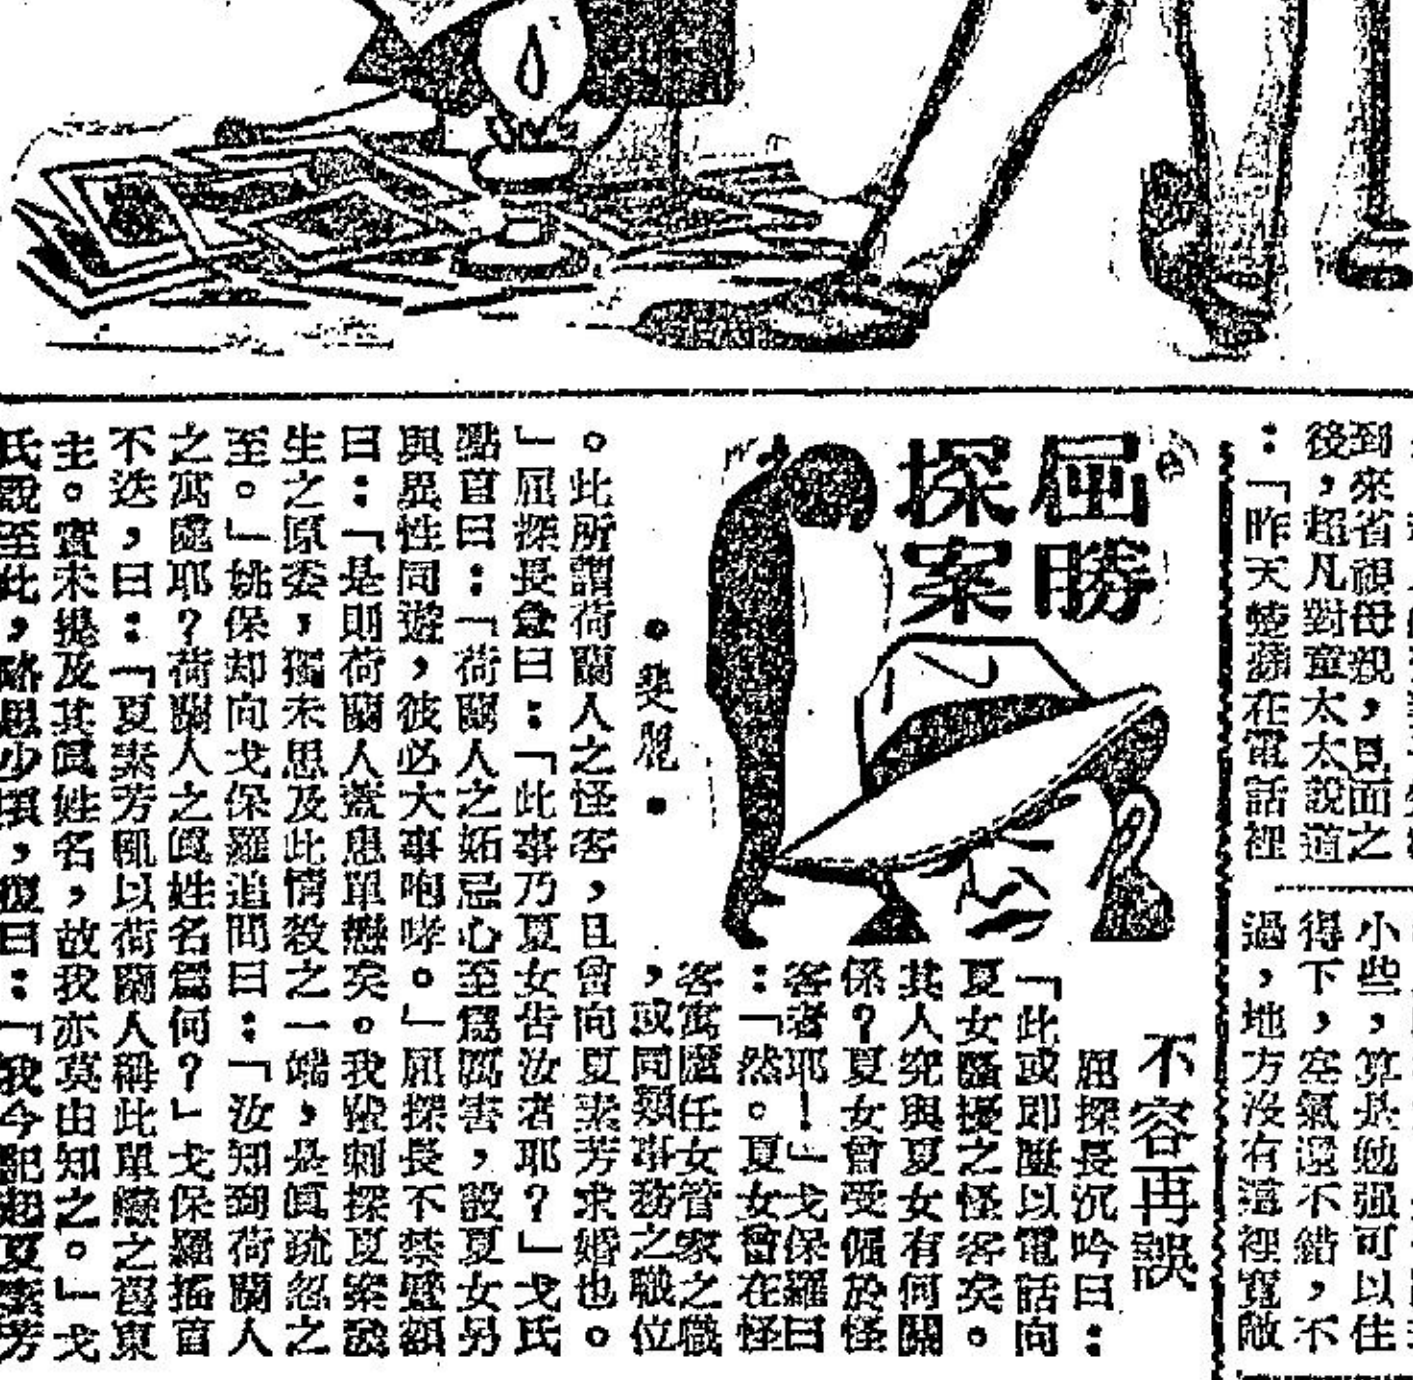 到來省視母親，見面之
後，超凡對童太太說道
：「昨天楚蘇在電話裡
小些，算是勉强可以住
得下，空氣還不錯，不
過，地方沒有這裡寬敞
屈勝
探案
不容再誤
屈探長沉吟曰：
「此或即屢以電話向
夏女騷擾之怪客矣。
其人究與夏女有何關
係？夏女曾受僱於怪
客者耶！」戈保羅曰
：「然。夏女曾在怪
客寓處任女管家之職
，或同類事務之職位
。此所謂荷蘭人之怪客，且曾向夏素芳求婚也。
」屈探長曰：「此事乃夏女告汝者耶？」戈氏
點首曰：「荷蘭人之妬忌心至為厲害，設夏女另
與異性同遊，彼必大事咆哮。」屈探長不禁蹙額
曰：「是則荷蘭人蓋患單戀矣。我儕刺探夏案發
生之原委，獨未思及此情殺之一端，是眞疏忽之
至。」姚保却向戈保羅追問曰：「汝知到荷蘭人
之寓處耶？荷蘭人之眞姓名為何？」戈保羅搖首
不迭，曰：「夏素芳風以荷蘭人稱此單戀之舊東
主。實未提及其眞姓名，故我亦莫由知之。」戈
氏說至此，略思少頃，復曰：「我今記起夏素芳